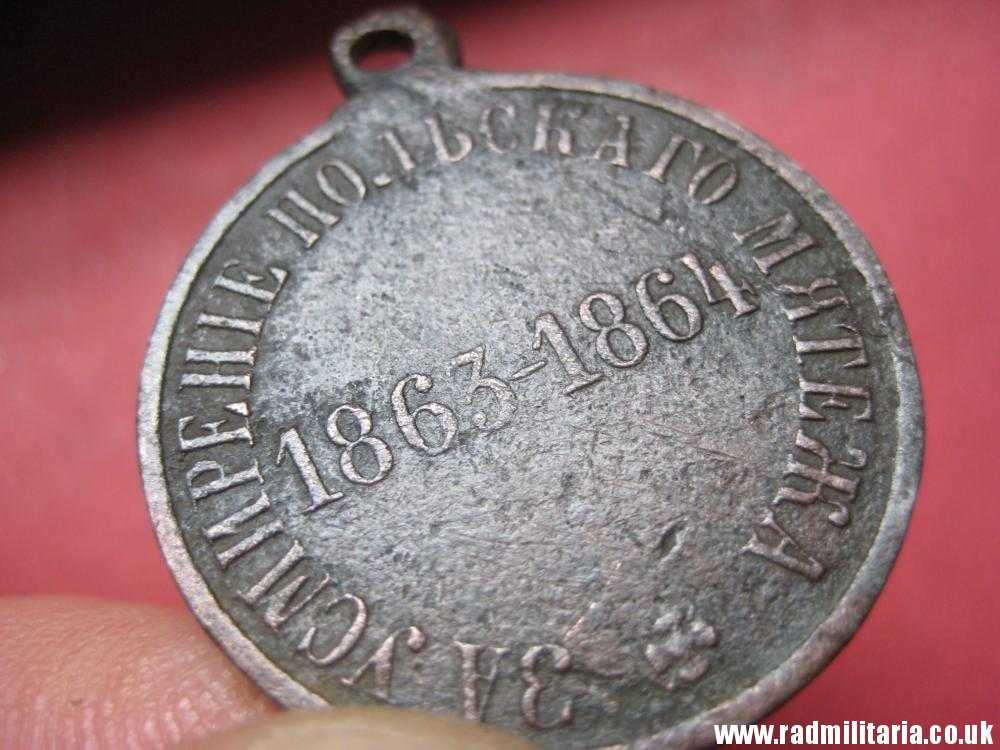 ЗА УСМИРЕНІЕ ПОЛЬСКАГО МЯТЕЖА
1863-1864
www.radmilitaria.co.uk